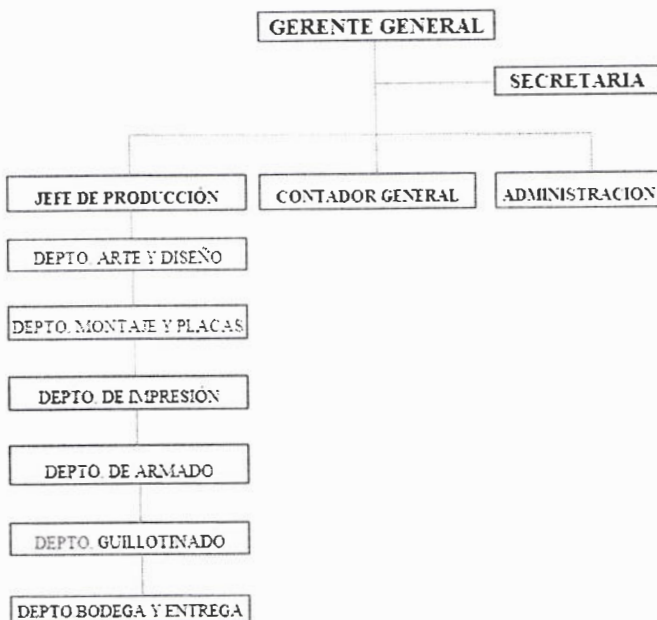 GERENTE GENERAL
SECRETARIA
JEFE DE PRODUCCIÓN
CONTADOR GENERAL
ADMINISTRACION
DEPTO. ARTE Y DISEÑO
DEPTO. MONTAJE Y PLACAS
DEPTO. DE IMPRESIÓN
DEPTO. DE ARMADO
DEPTO. GUILLOTINADO
DEPTO BODEGA Y ENTREGA